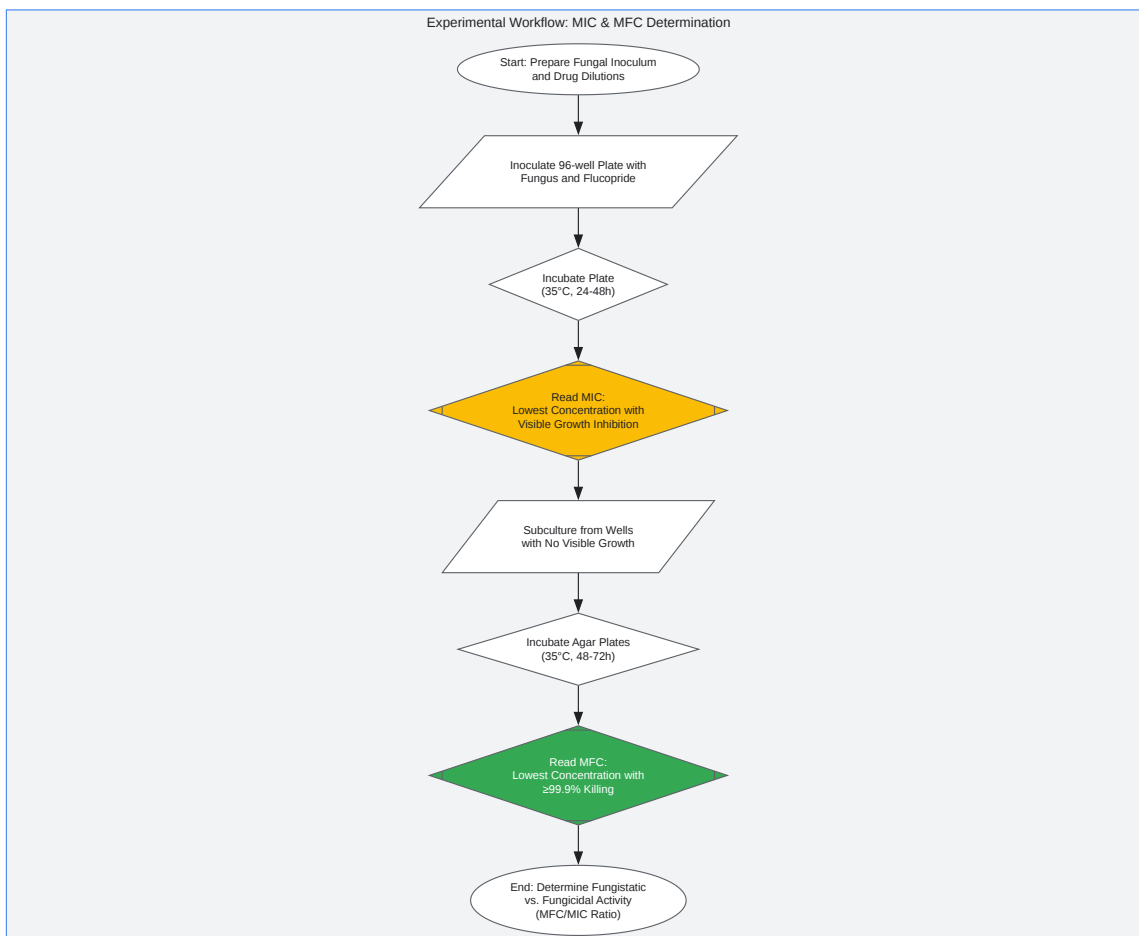 Experimental Workflow: MIC & MFC Determination
Start: Prepare Fungal Inoculum
and Drug Dilutions
Inoculate 96-well Plate with
Fungus and Flucopride
Incubate Plate
(35°C, 24-48h)
Read MIC:
Lowest Concentration with
Visible Growth Inhibition
Subculture from Wells
with No Visible Growth
Incubate Agar Plates
(35°C, 48-72h)
Read MFC:
Lowest Concentration with
≥99.9% Killing
End: Determine Fungistatic
vs. Fungicidal Activity
(MFC/MIC Ratio)